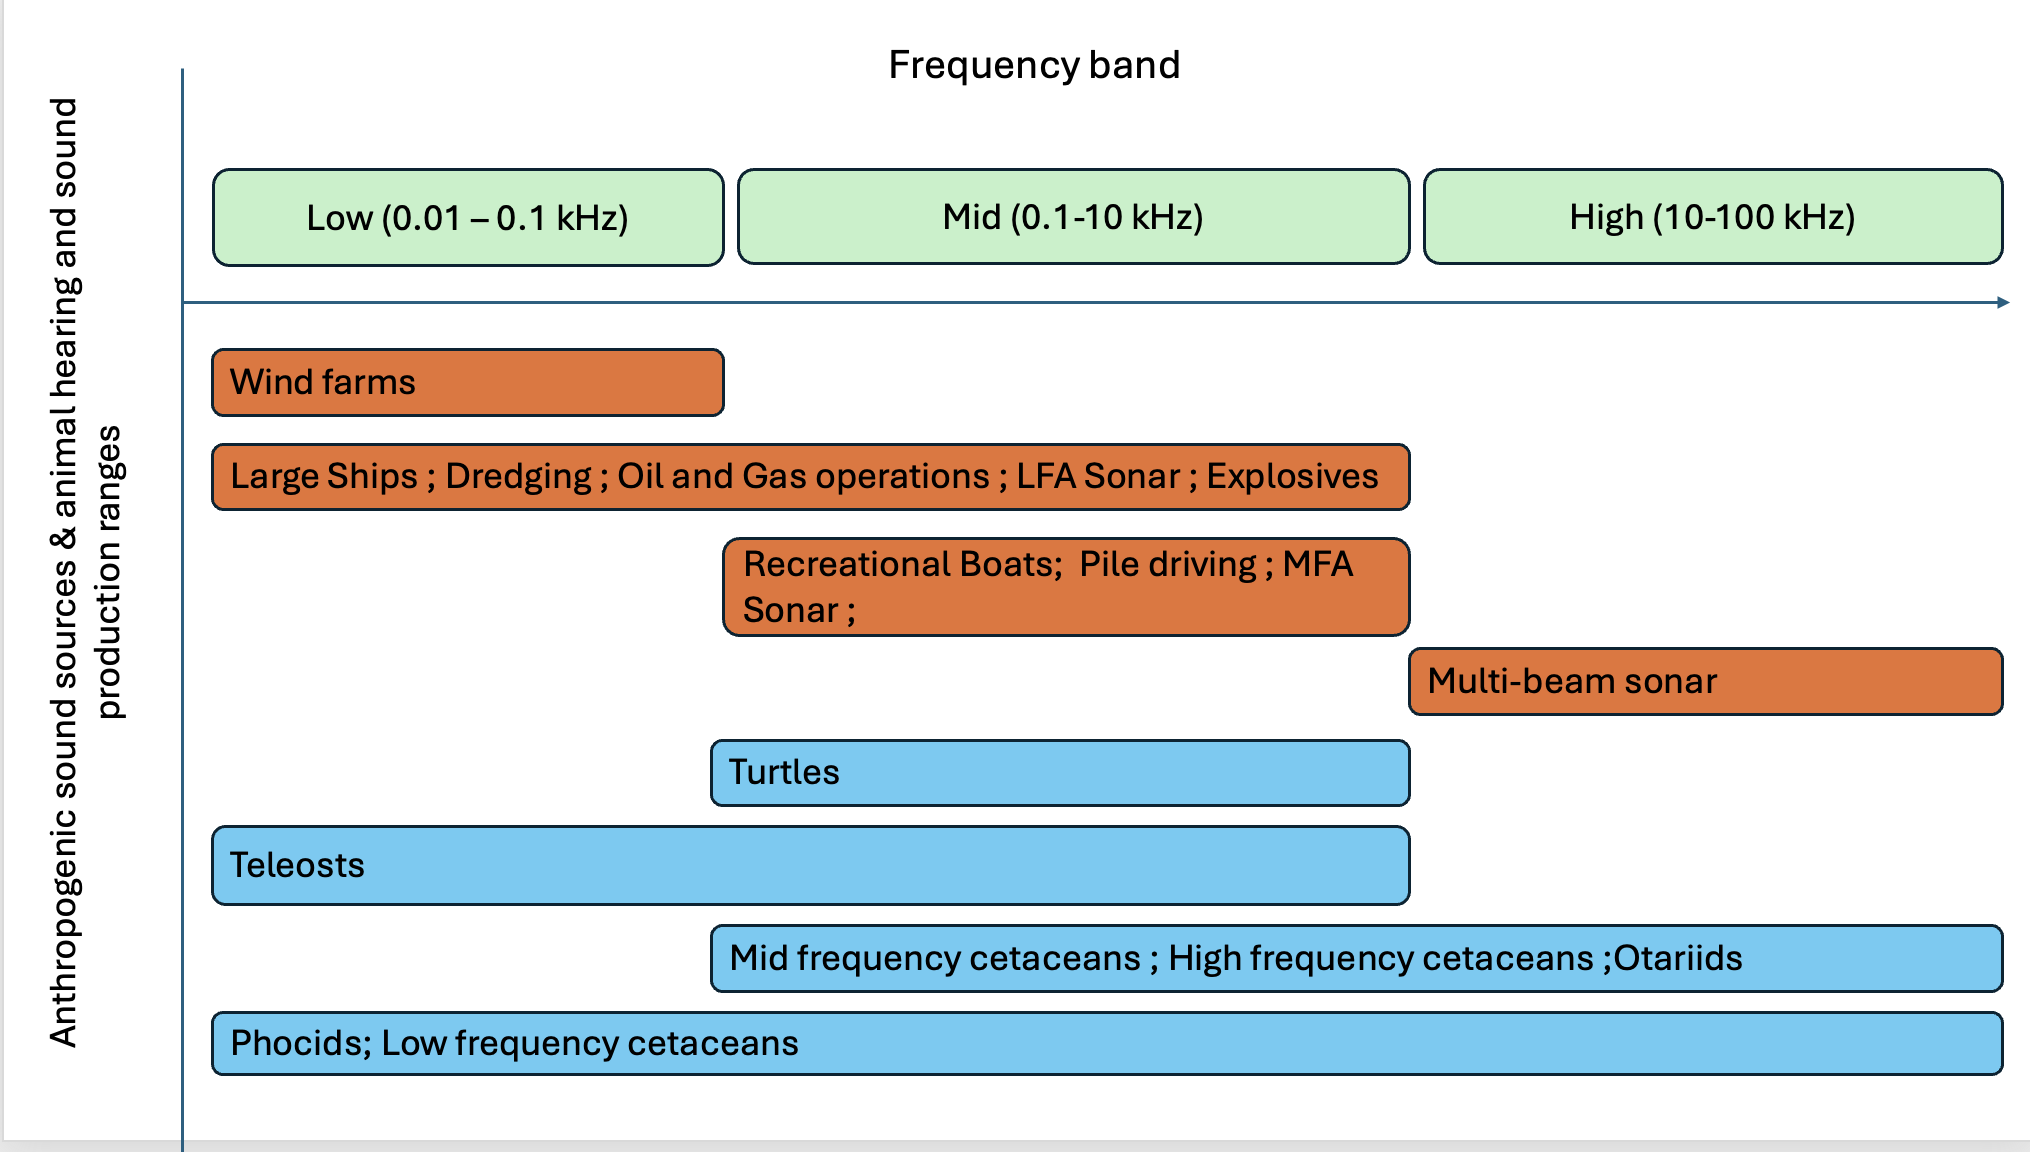 Frequency band
Anthropogenic sound sources & animal hearing and sound
production ranges
Low (0.01 – 0.1 kHz)
Mid (0.1-10 kHz)
High (10-100 kHz)
Wind farms
Large Ships ; Dredging ; Oil and Gas operations ; LFA Sonar ; Explosives
Recreational Boats;  Pile driving ; MFA
Sonar ;
Multi-beam sonar
Turtles
Teleosts
Mid frequency cetaceans ; High frequency cetaceans ;Otariids
Phocids; Low frequency cetaceans